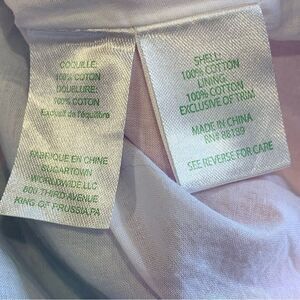 COQUILLE:
100% COTON
DOUBLURE:
100% COTON
Exclusif de l'équilibre
FABRIQUE EN CHINE
SUGARTOWN
WORLDWIDE,LLC
800 THIRD AVENUE
KING OF PRUSSIA,PA
SHELL:
100% COTTON
LINING:
100% COTTON
EXCLUSIVE OF TRIM
MADE IN CHINA
RN# 88189
SEE REVERSE FOR CARE